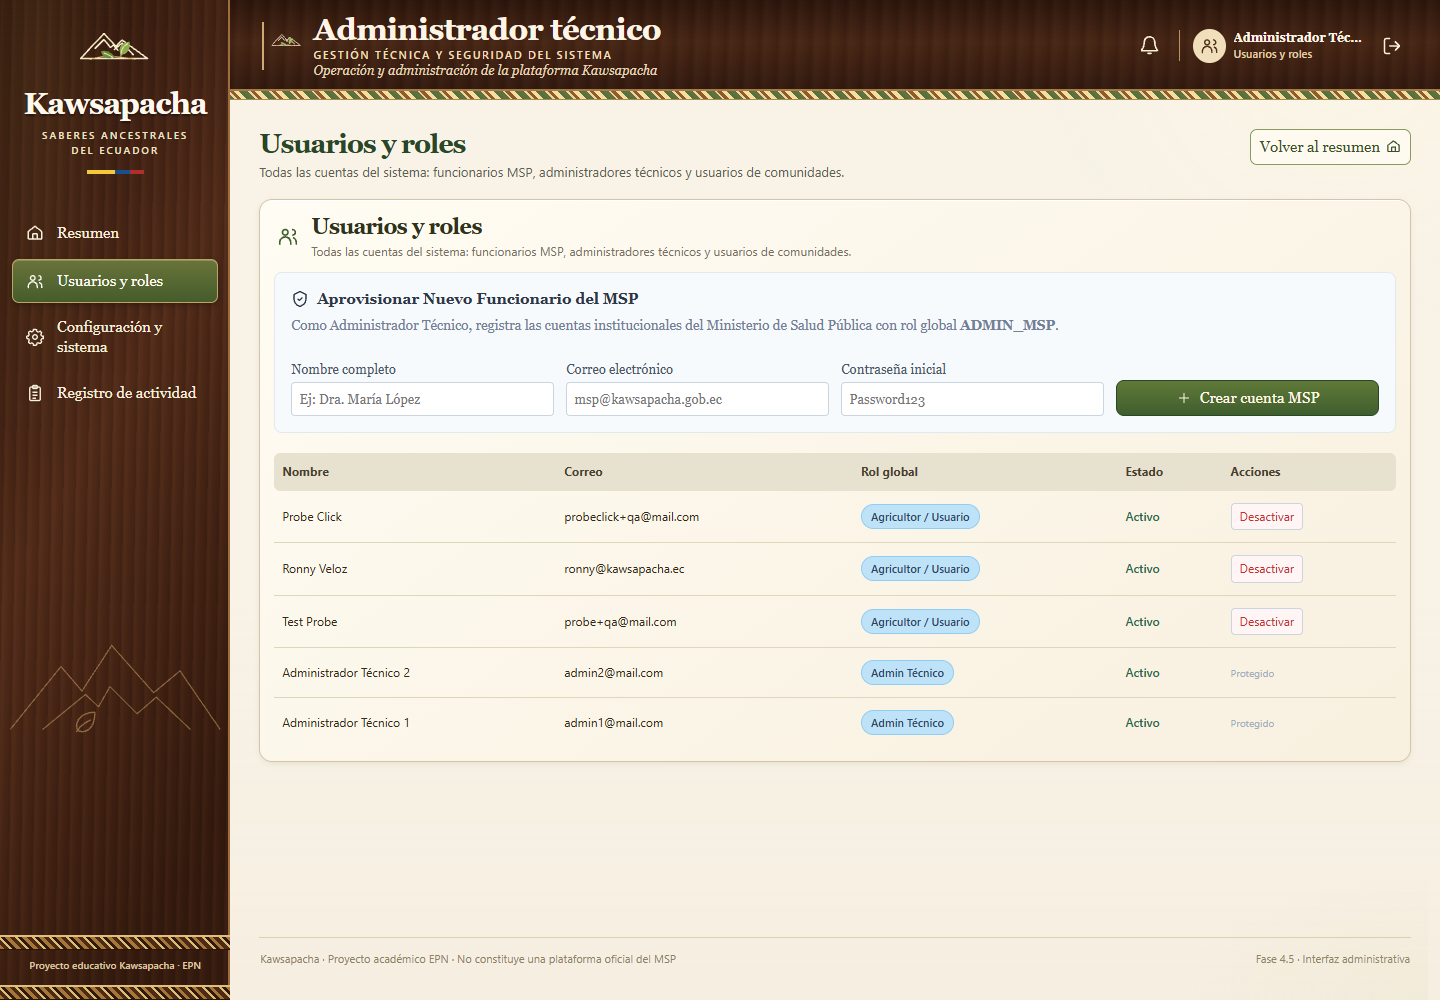 Kawsapacha
SABERES ANCESTRALES
DEL ECUADOR
Resumen
Usuarios y roles
Configuración y
sistema
Registro de actividad
Proyecto educativo Kawsapacha · EPN
Administrador técnico
GESTIÓN TÉCNICA Y SEGURIDAD DEL SISTEMA
Operación y administración de la plataforma Kawsapacha
Administrador Téc...
Usuarios y roles
Usuarios y roles
Todas las cuentas del sistema: funcionarios MSP, administradores técnicos y usuarios de comunidades.
Volver al resumen
Usuarios y roles
Todas las cuentas del sistema: funcionarios MSP, administradores técnicos y usuarios de comunidades.
Aprovisionar Nuevo Funcionario del MSP
Como Administrador Técnico, registra las cuentas institucionales del Ministerio de Salud Pública con rol global ADMIN_MSP.
Nombre completo Correo electrónico Contraseña inicial
Ej: Dra. María López msp@kawsapacha.gob.ec Password123 + Crear cuenta MSP
Nombre Correo Rol global Estado Acciones
Probe Click probeclick+qa@mail.com Agricultor / Usuario Activo Desactivar
Ronny Veloz ronny@kawsapacha.ec Agricultor / Usuario Activo Desactivar
Test Probe probe+qa@mail.com Agricultor / Usuario Activo Desactivar
Administrador Técnico 2 admin2@mail.com Admin Técnico Activo Protegido
Administrador Técnico 1 admin1@mail.com Admin Técnico Activo Protegido
Kawsapacha · Proyecto académico EPN · No constituye una plataforma oficial del MSP Fase 4.5 · Interfaz administrativa